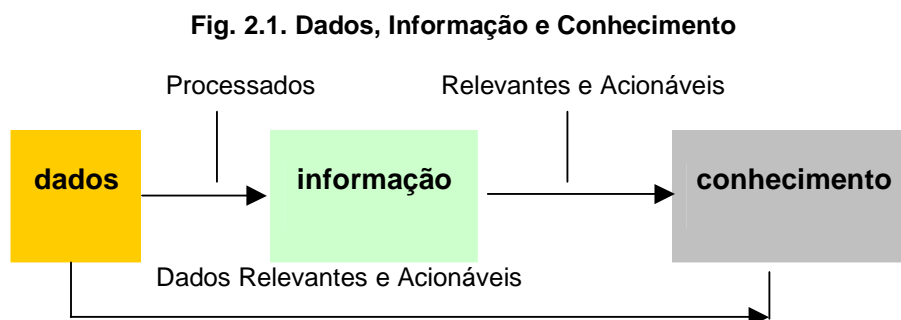 Fig. 2.1. Dados, Informação e Conhecimento
Processados
Relevantes e Acionáveis
dados
informação
conhecimento
Dados Relevantes e Acionáveis